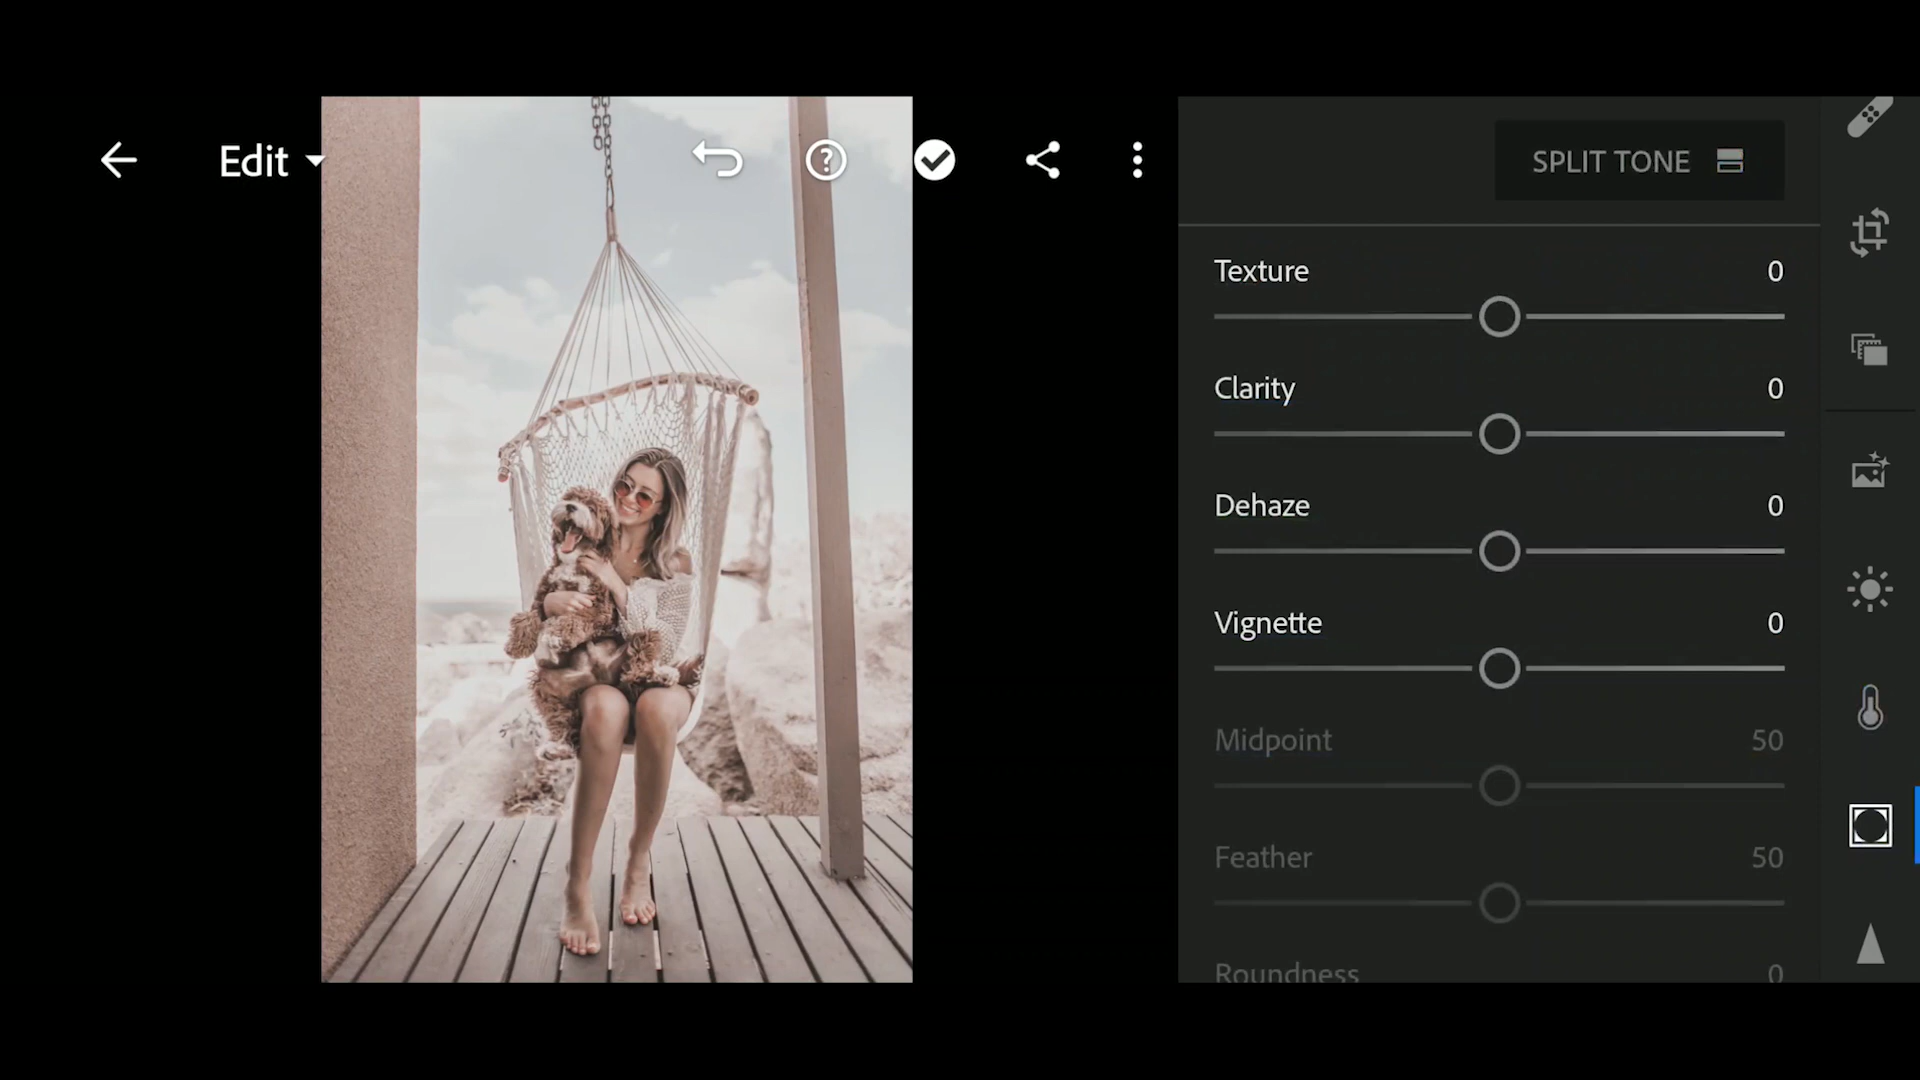 Edit
SPLIT TONE
Texture 0
Clarity 0
Dehaze 0
Vignette 0
Midpoint 50
Feather 50
Roundness 0